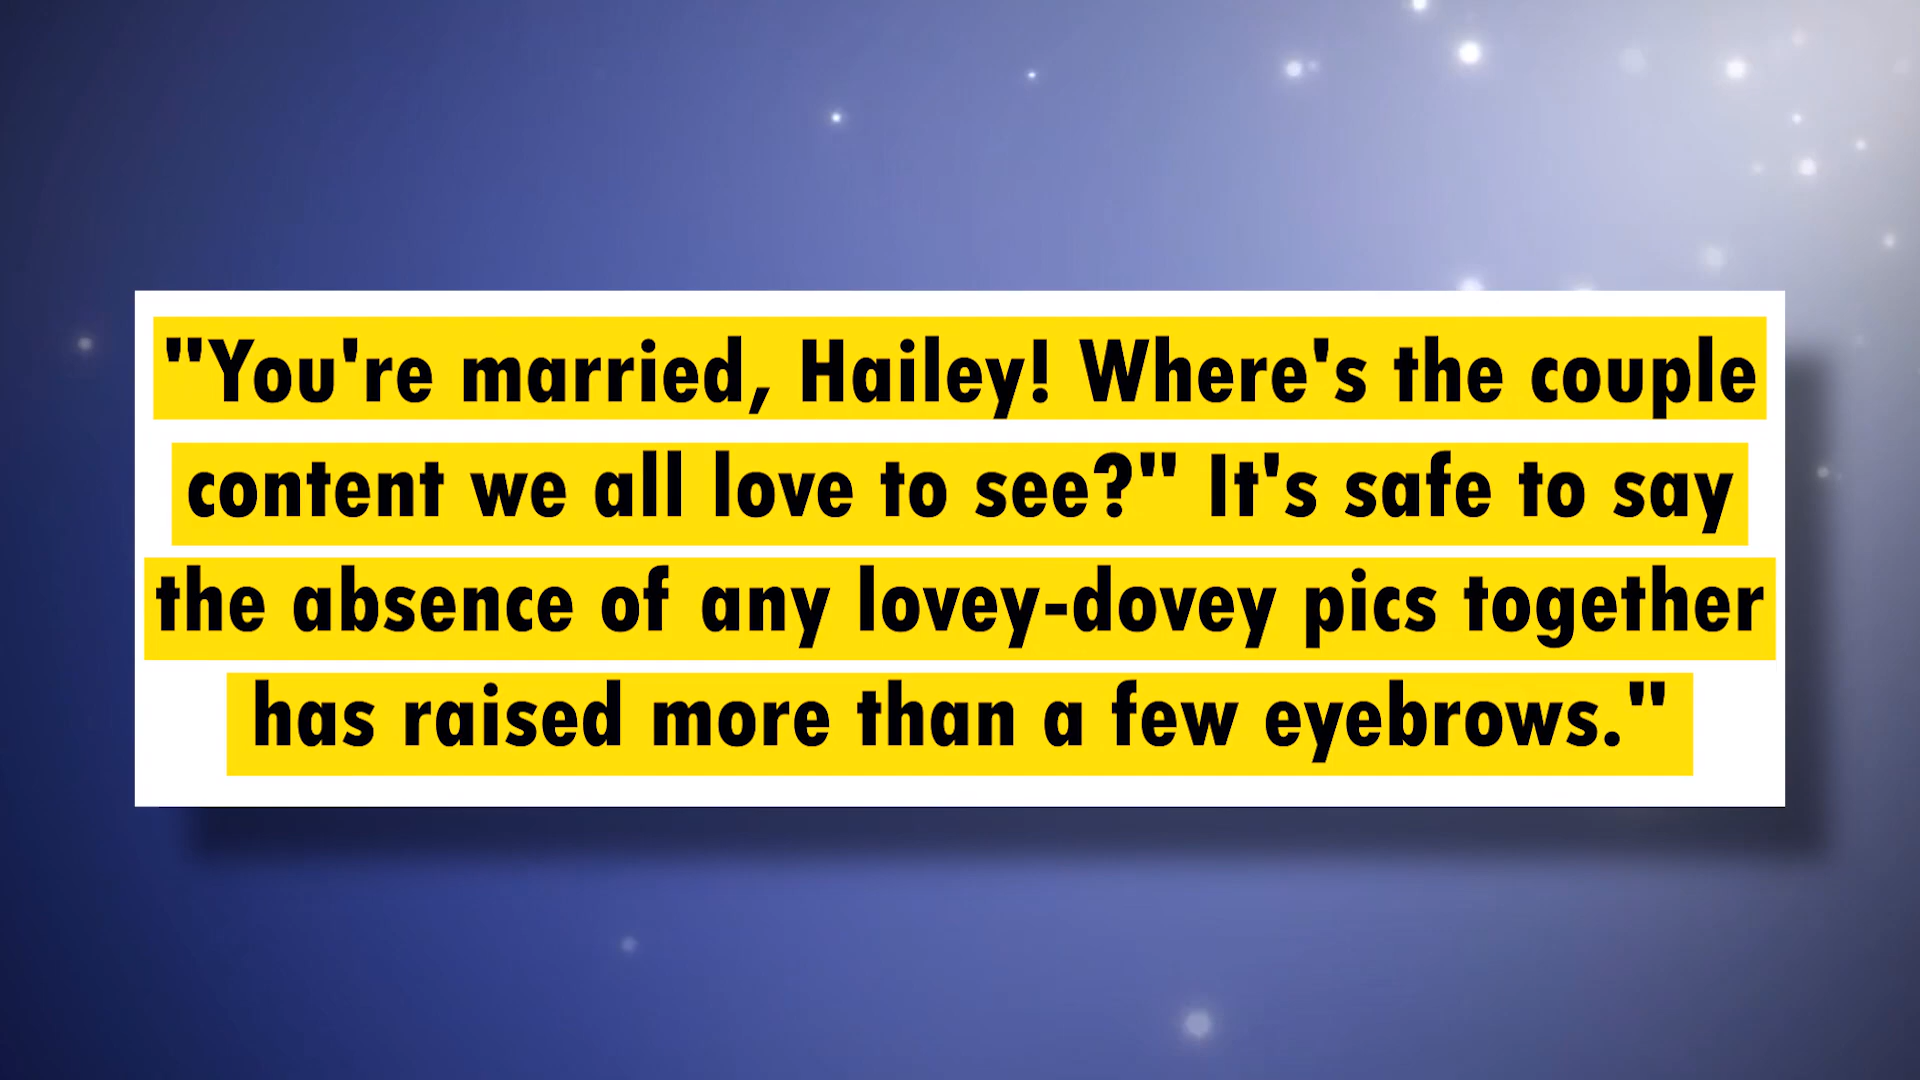 "You're married, Hailey! Where's the couple
content we all love to see?" It's safe to say
the absence of any lovey-dovey pics together
has raised more than a few eyebrows."